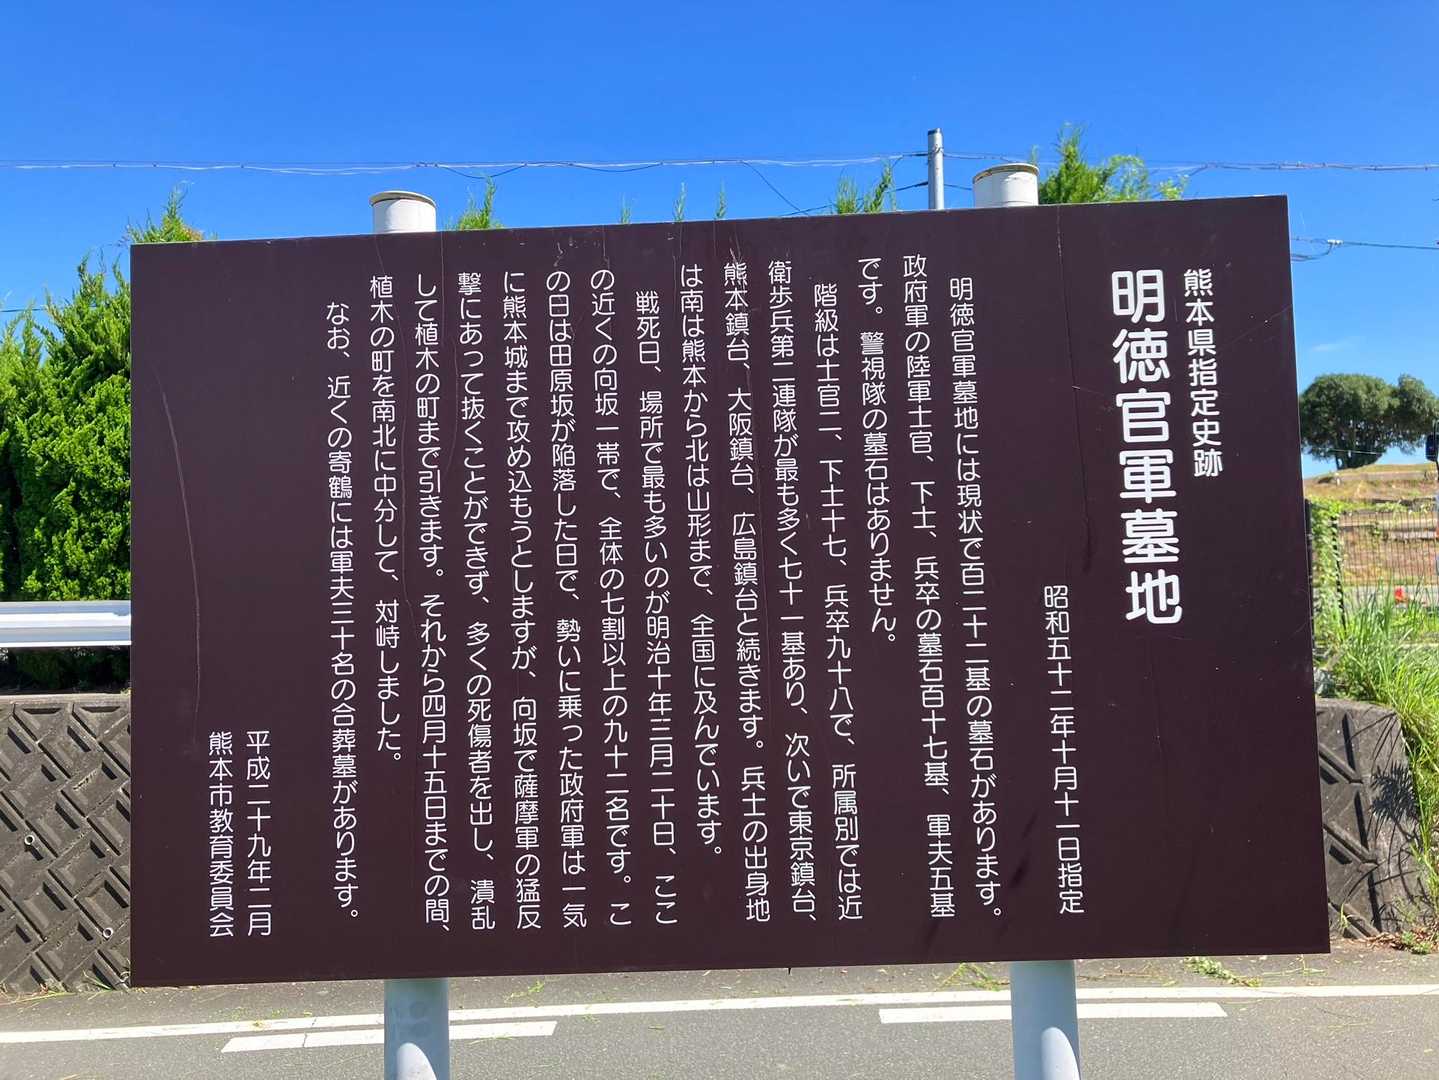 熊本県指定史跡
明徳官軍墓地
昭和五十二年十月十一日指定
明徳官軍墓地には現状で百二十二基の墓石があります。
政府軍の陸軍士官、下士、兵卒の墓石百十七基、軍夫五基
です。警視隊の墓石はありません。
階級は士官二、下士十七、兵卒九十八で、所属別では近
衛歩兵第二連隊が最も多く七十一基あり、次いで東京鎮台、
熊本鎮台、大阪鎮台、広島鎮台と続きます。兵士の出身地
は南は熊本から北は山形まで、全国に及んでいます。
戦死日、場所で最も多いのが明治十年三月二十日、ここ
の近くの向坂一帯で、全体の七割以上の九十二名です。こ
の日は田原坂が陥落した日で、勢いに乗った政府軍は一気
に熊本城まで攻め込もうとしますが、向坂で薩摩軍の猛反
撃にあって抜くことができず、多くの死傷者を出し、潰乱
して植木の町まで引きます。それから四月十五日までの間、
植木の町を南北に中分して、対峙しました。
なお、近くの寄鶴には軍夫三十名の合葬墓があります。
平成二十九年二月
熊本市教育委員会